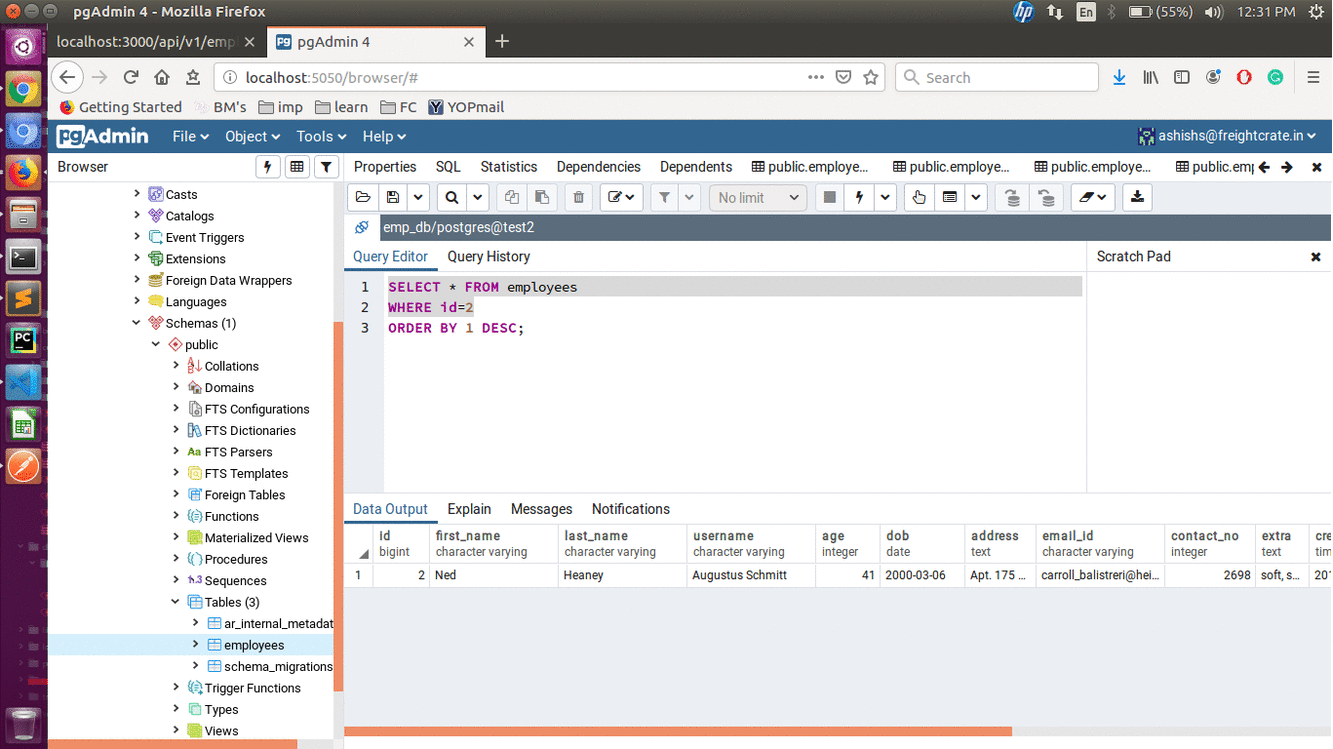 pgAdmin 4 - Mozilla Firefox
En (55%) 12:31 PM
localhost:3000/api/v1/emp
pgAdmin 4
localhost:5050/browser/#
Search
Getting Started BM's imp learn FC YOPmail
pgAdmin File Object Tools Help ashishs@freightcrate.in
Browser
Properties SQL Statistics Dependencies Dependents public.employe... public.employe... public.employe... public.emp
No limit
emp_db/postgres@test2
Query Editor Query History
Scratch Pad
1 SELECT * FROM employees
2 WHERE id=2
3 ORDER BY 1 DESC;
Casts
Catalogs
Event Triggers
Extensions
Foreign Data Wrappers
Languages
Schemas (1)
public
Collations
Domains
FTS Configurations
FTS Dictionaries
FTS Parsers
FTS Templates
Foreign Tables
Functions
Materialized Views
Procedures
Sequences
Tables (3)
ar_internal_metadat
employees
schema_migrations
Trigger Functions
Types
Views
Data Output Explain Messages Notifications
id first_name last_name username age dob address email_id contact_no extra cre
bigint character varying character varying character varying integer date text character varying integer text tim
1 2 Ned Heaney Augustus Schmitt 41 2000-03-06 Apt. 175 ... carroll_balistreri@hei... 2698 soft, s... 201